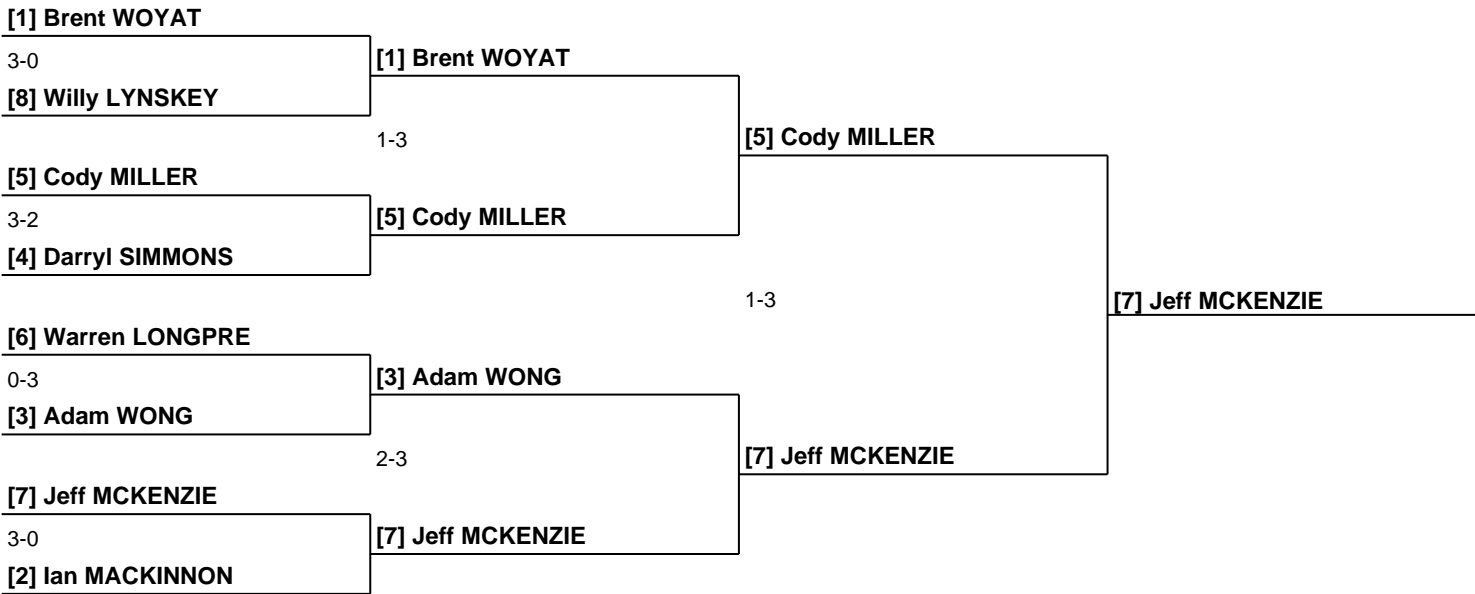 [1] Brent WOYAT
3-0
[8] Willy LYNSKEY
[5] Cody MILLER
3-2
[4] Darryl SIMMONS
[6] Warren LONGPRE
0-3
[3] Adam WONG
[7] Jeff MCKENZIE
3-0
[2] Ian MACKINNON
[1] Brent WOYAT
1-3
[5] Cody MILLER
[3] Adam WONG
2-3
[7] Jeff MCKENZIE
[5] Cody MILLER
1-3
[7] Jeff MCKENZIE
[7] Jeff MCKENZIE